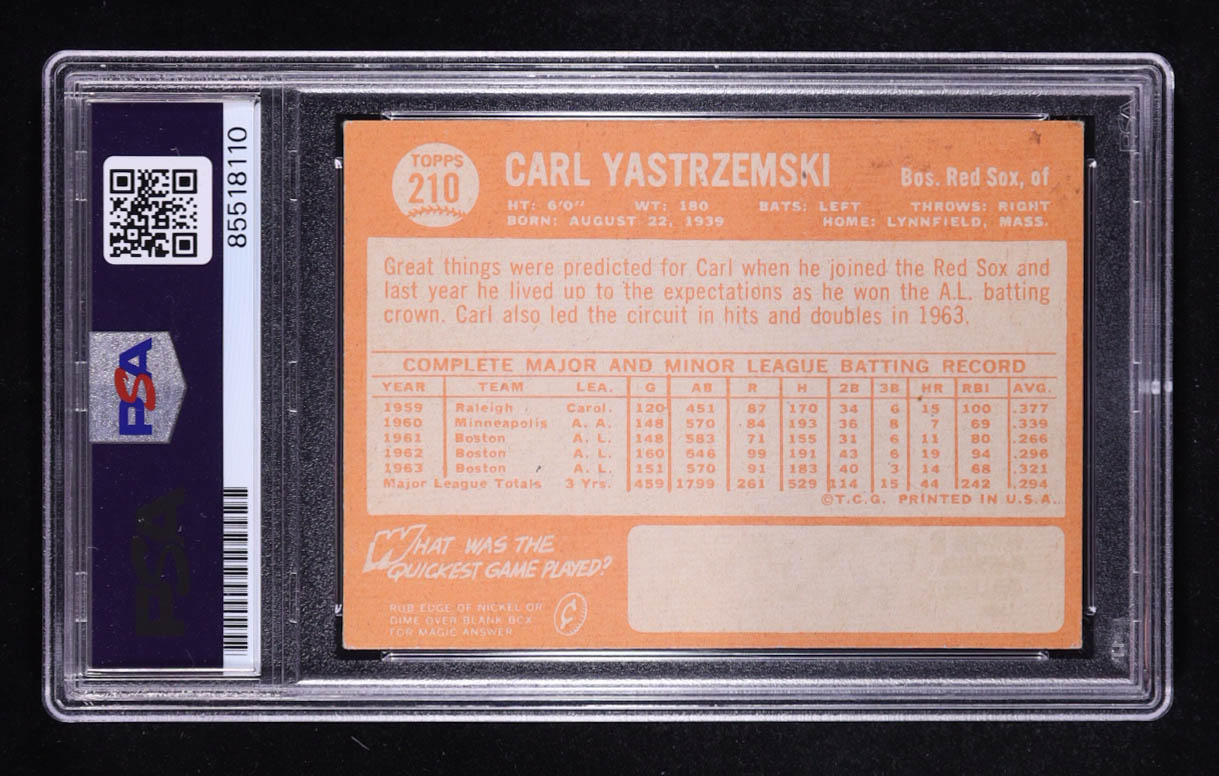 PSA
PSA
85518110
TOPPS
210
CARL YASTRZEMSKI
Bos. Red Sox, of
HT: 6'0" WT: 180 BATS: LEFT THROWS: RIGHT
BORN: AUGUST 22, 1939 HOME: LYNNFIELD, MASS.
Great things were predicted for Carl when he joined the Red Sox and
last year he lived up to the expectations as he won the A.L. batting
crown. Carl also led the circuit in hits and doubles in 1963.
COMPLETE MAJOR AND MINOR LEAGUE BATTING RECORD
YEAR TEAM LEA. G AB R H 2B 3B HR RBI AVG.
1959 Raleigh Carol. 120 451 87 170 34 6 15 100 .377
1960 Minneapolis A. A. 148 570 84 193 36 8 7 69 .339
1961 Boston A. L. 148 583 71 155 31 6 11 80 .266
1962 Boston A. L. 160 646 99 191 43 6 19 94 .296
1963 Boston A. L. 151 570 91 183 40 3 14 68 .321
Major League Totals 3 Yrs. 459 1799 261 529 114 15 44 242 .294
©T.C.G. PRINTED IN U.S.A.
WHAT WAS THE
QUICKEST GAME PLAYED?
RUB EDGE OF NICKEL OR
DIME OVER BLANK BOX
FOR MAGIC ANSWER